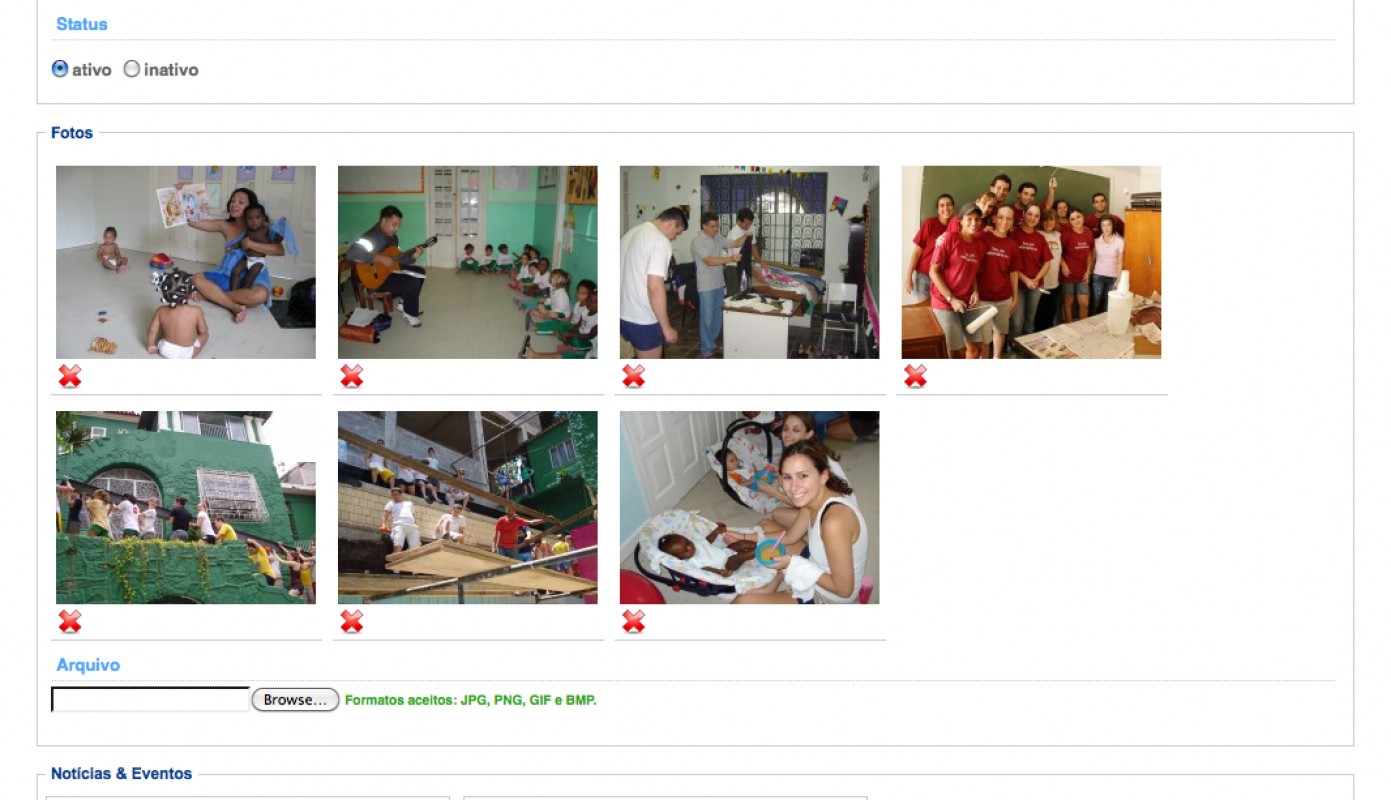 Status
ativo inativo
Fotos
Arquivo
Browse... Formatos aceitos: JPG, PNG, GIF e BMP.
Notícias & Eventos